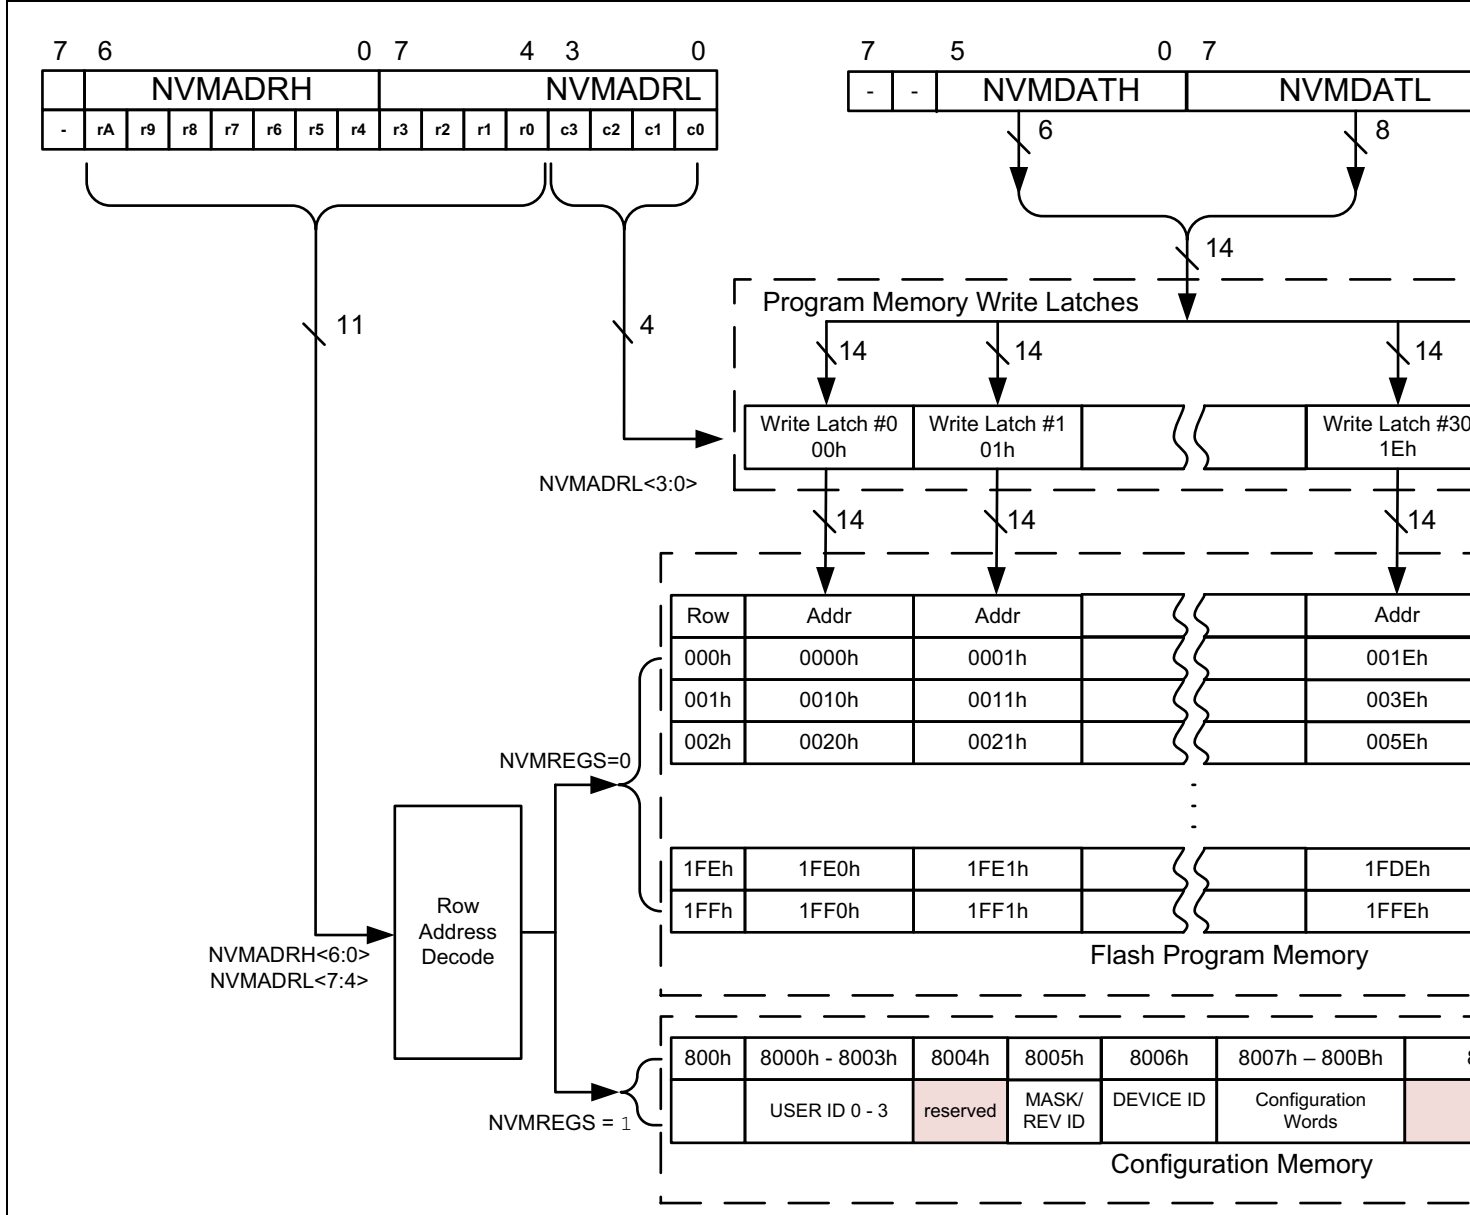 7 6 0 7 4 3 0
NVMADRH NVMADRL
- rA r9 r8 r7 r6 r5 r4 r3 r2 r1 r0 c3 c2 c1 c0
7 5 0 7
- - NVMDATH NVMDATL
6 8
14
11
4
Program Memory Write Latches
14 14 14
Write Latch #0 Write Latch #1 Write Latch #30
00h 01h 1Eh
NVMADRL<3:0>
14 14 14
Row Addr Addr Addr
000h 0000h 0001h 001Eh
001h 0010h 0011h 003Eh
002h 0020h 0021h 005Eh
NVMREGS=0
1FEh 1FE0h 1FE1h 1FDEh
1FFh 1FF0h 1FF1h 1FFEh
Flash Program Memory
Row
Address
Decode
NVMADRH<6:0>
NVMADRL<7:4>
800h 8000h - 8003h 8004h 8005h 8006h 8007h – 800Bh
USER ID 0 - 3 reserved MASK/ DEVICE ID Configuration
REV ID Words
NVMREGS = 1
Configuration Memory